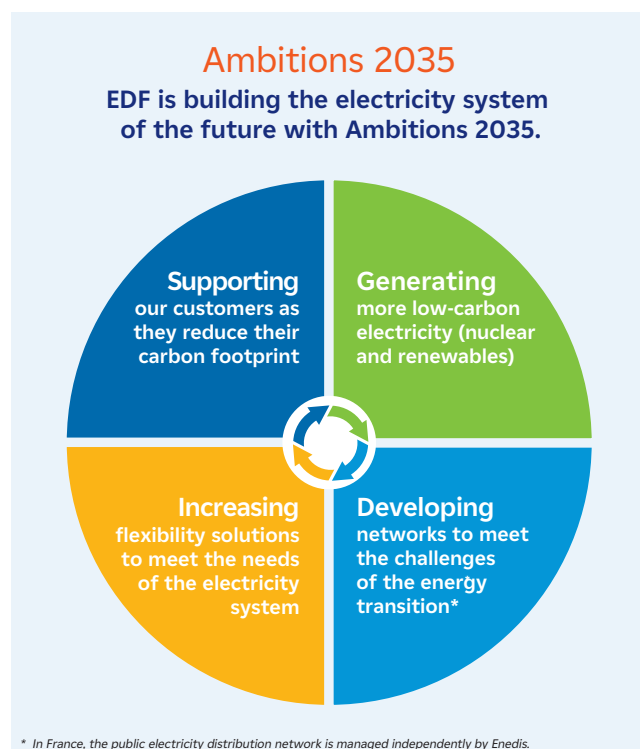 Ambitions 2035
EDF is building the electricity system
of the future with Ambitions 2035.
Supporting
our customers as
they reduce their
carbon footprint
Generating
more low-carbon
electricity (nuclear
and renewables)
Increasing
flexibility solutions
to meet the needs
of the electricity
system
Developing
networks to meet
the challenges
of the energy
transition*
* In France, the public electricity distribution network is managed independently by Enedis.